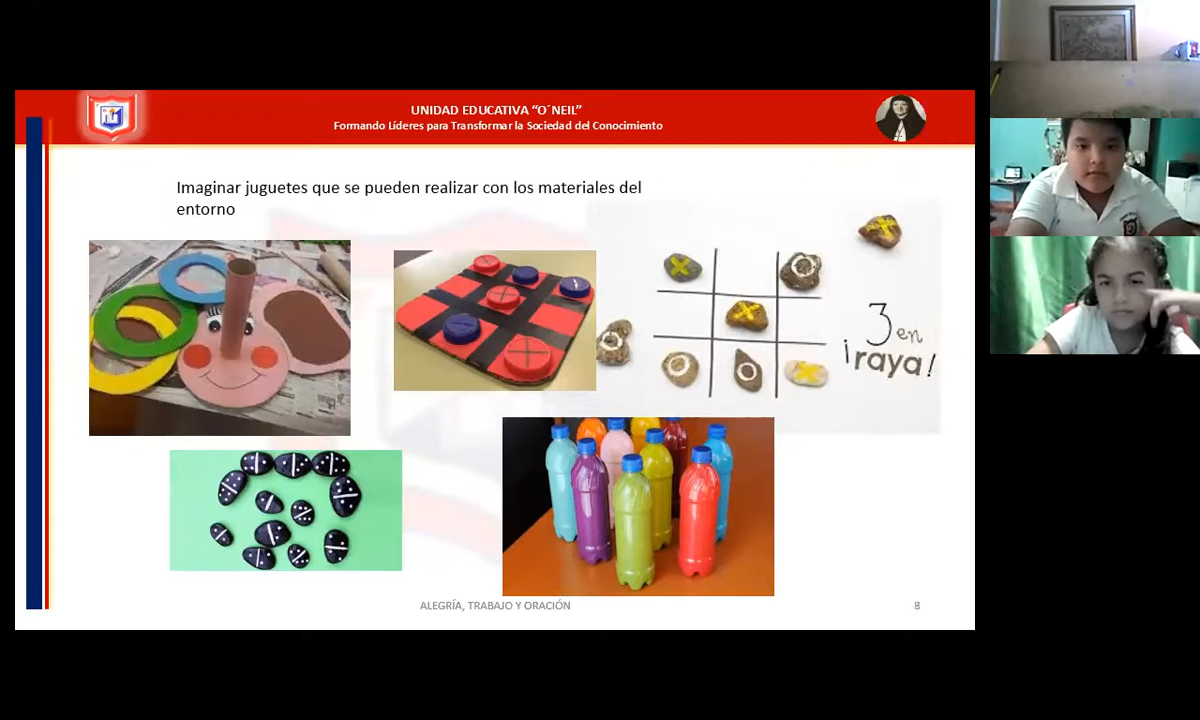 UNIDAD EDUCATIVA “O´NEIL”
Formando Líderes para Transformar la Sociedad del Conocimiento
Imaginar juguetes que se pueden realizar con los materiales del
entorno
3 en
¡raya!
ALEGRÍA, TRABAJO Y ORACIÓN
8